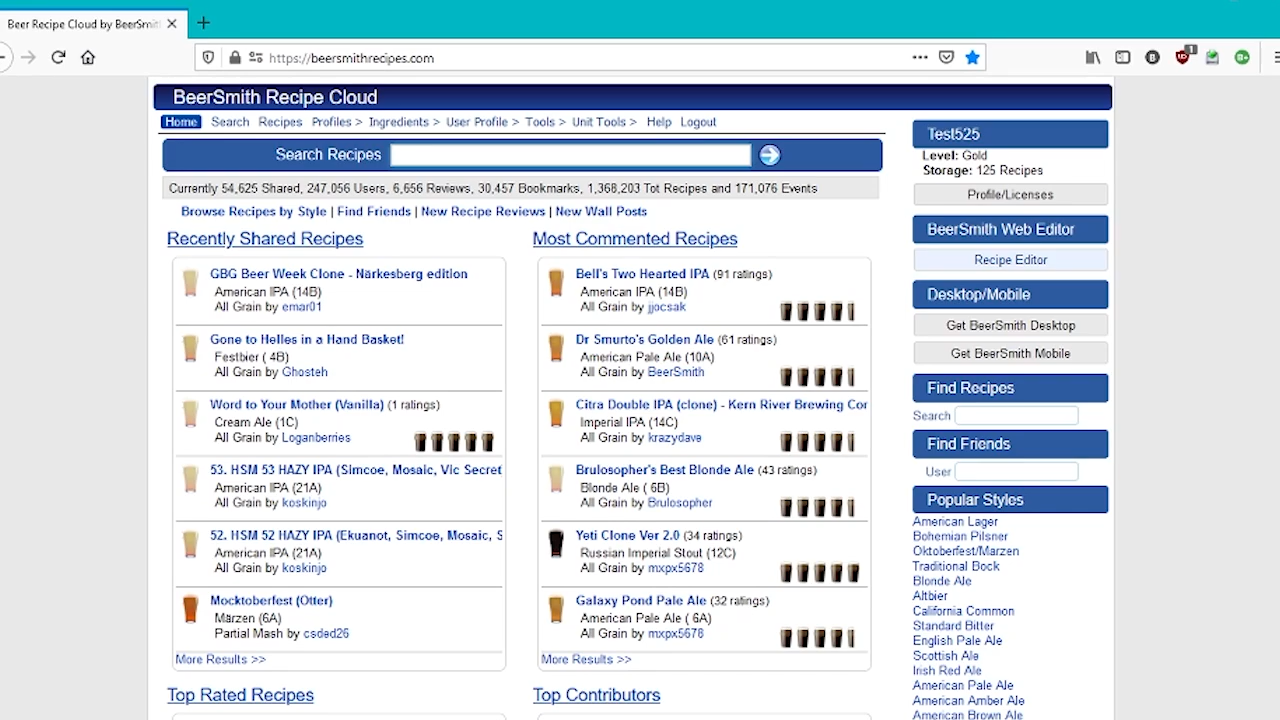 Beer Recipe Cloud by BeerSmit
https://beersmithrecipes.com
1
BeerSmith Recipe Cloud
Home Search Recipes Profiles > Ingredients > User Profile > Tools > Unit Tools > Help Logout
Search Recipes
Currently 54,625 Shared, 247,056 Users, 6,656 Reviews, 30,457 Bookmarks, 1,368,203 Tot Recipes and 171,076 Events
Browse Recipes by Style | Find Friends | New Recipe Reviews | New Wall Posts
Recently Shared Recipes
GBG Beer Week Clone - Närkesberg edition
American IPA (14B)
All Grain by emar01
Gone to Helles in a Hand Basket!
Festbier ( 4B)
All Grain by Ghosteh
Word to Your Mother (Vanilla) (1 ratings)
Cream Ale (1C)
All Grain by Loganberries
53. HSM 53 HAZY IPA (Simcoe, Mosaic, Vic Secret
American IPA (21A)
All Grain by koskinjo
52. HSM 52 HAZY IPA (Ekuanot, Simcoe, Mosaic, S
American IPA (21A)
All Grain by koskinjo
Mocktoberfest (Otter)
Märzen (6A)
Partial Mash by csded26
More Results >>
Most Commented Recipes
Bell's Two Hearted IPA (91 ratings)
American IPA (14B)
All Grain by jjocsak
Dr Smurto's Golden Ale (61 ratings)
American Pale Ale (10A)
All Grain by BeerSmith
Citra Double IPA (clone) - Kern River Brewing Cor
Imperial IPA (14C)
All Grain by krazydave
Brulosopher's Best Blonde Ale (43 ratings)
Blonde Ale ( 6B)
All Grain by Brulosopher
Yeti Clone Ver 2.0 (34 ratings)
Russian Imperial Stout (12C)
All Grain by mxpx5678
Galaxy Pond Pale Ale (32 ratings)
American Pale Ale ( 6A)
All Grain by mxpx5678
More Results >>
Top Rated Recipes
Top Contributors
Test525
Level: Gold
Storage: 125 Recipes
Profile/Licenses
BeerSmith Web Editor
Recipe Editor
Desktop/Mobile
Get BeerSmith Desktop
Get BeerSmith Mobile
Find Recipes
Search
Find Friends
User
Popular Styles
American Lager
Bohemian Pilsner
Oktoberfest/Marzen
Traditional Bock
Blonde Ale
Altbier
California Common
Standard Bitter
English Pale Ale
Scottish Ale
Irish Red Ale
American Pale Ale
American Amber Ale
American Brown Ale